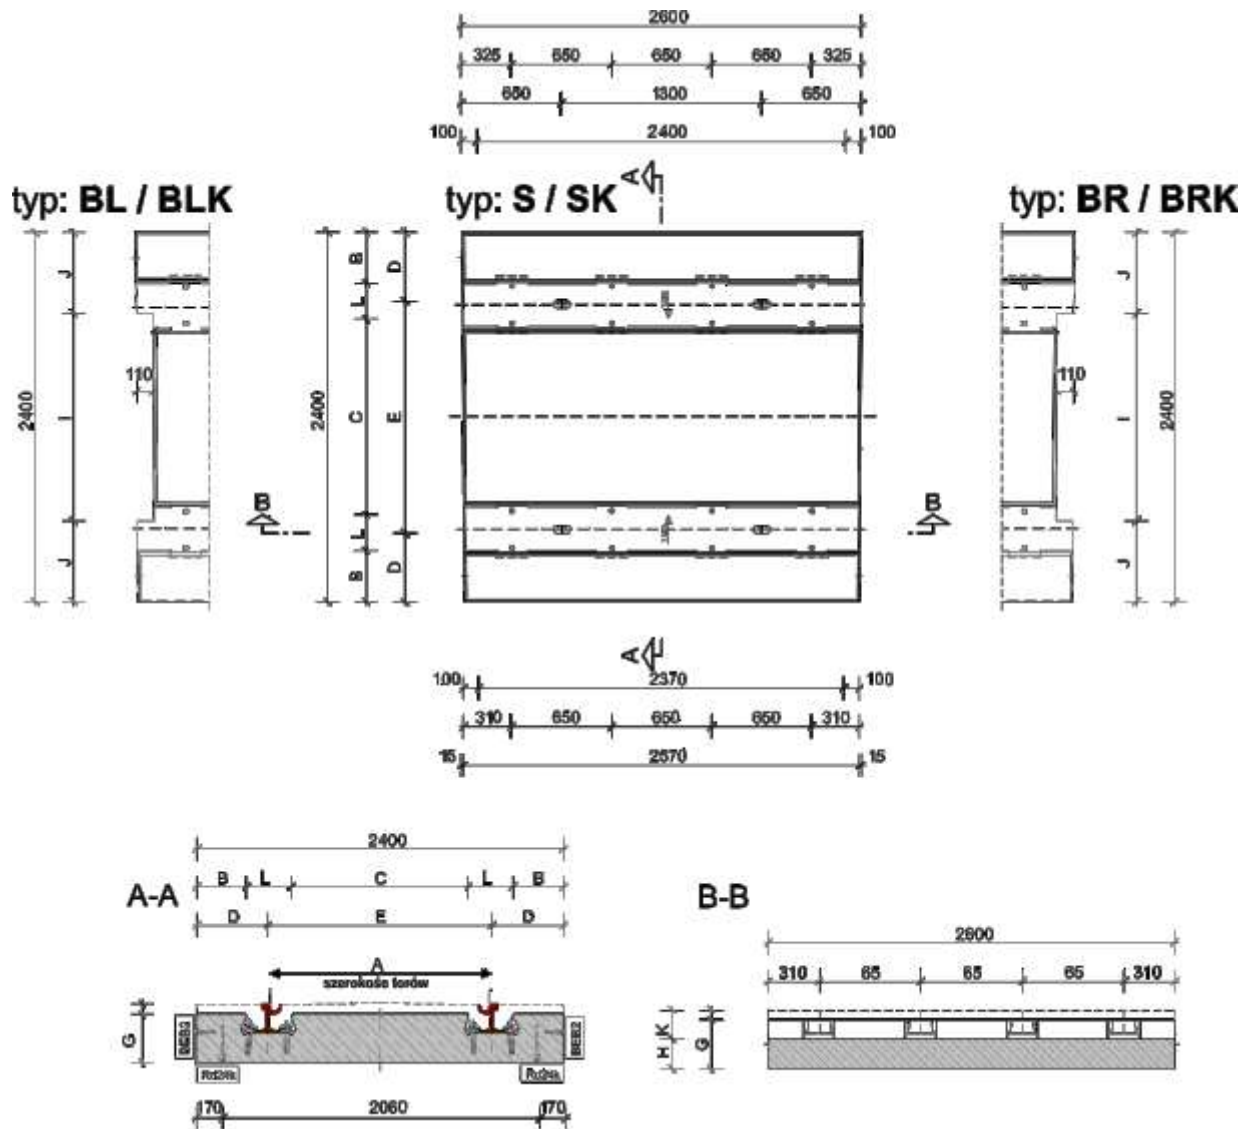 2600
325 650 650 650 325
650 1300 650
100 2400 100
A
typ: BL / BLK
typ: S / SK
typ: BR / BRK
2400
J
I
J
110
B
2400
B
L
C
L
B
D
E
D
110
J
I
J
2400
B
A
100 2370 100
310 650 650 650 310
15 2570 15
A-A
2400
B L C L B
D E D
A
szerokość torów
G
170 2060 170
B-B
2600
310 65 65 65 310
H K G